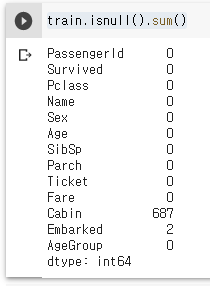 train.isnull().sum()
PassengerId 0
Survived 0
Pclass 0
Name 0
Sex 0
Age 0
SibSp 0
Parch 0
Ticket 0
Fare 0
Cabin 687
Embarked 2
AgeGroup 0
dtype: int64